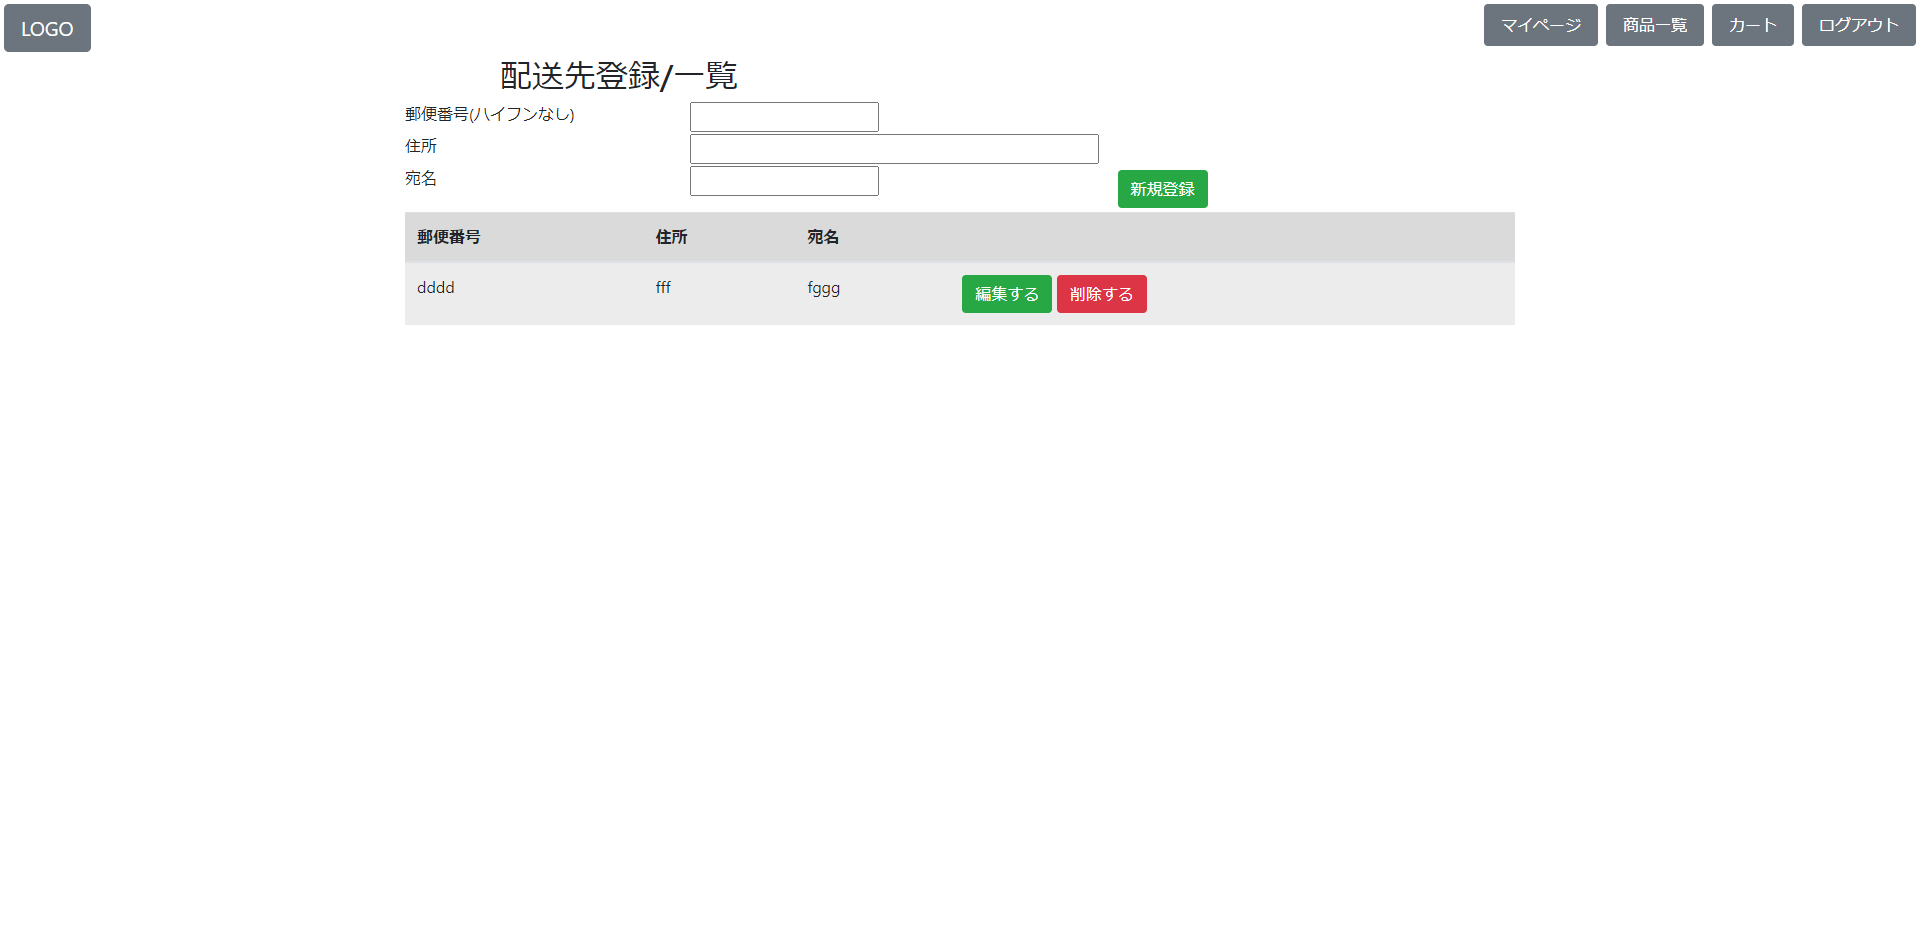 LOGO
マイページ 商品一覧 カート ログアウト
配送先登録/一覧
郵便番号(ハイフンなし)
住所
宛名
新規登録
郵便番号 住所 宛名
dddd fff fggg 編集する 削除する